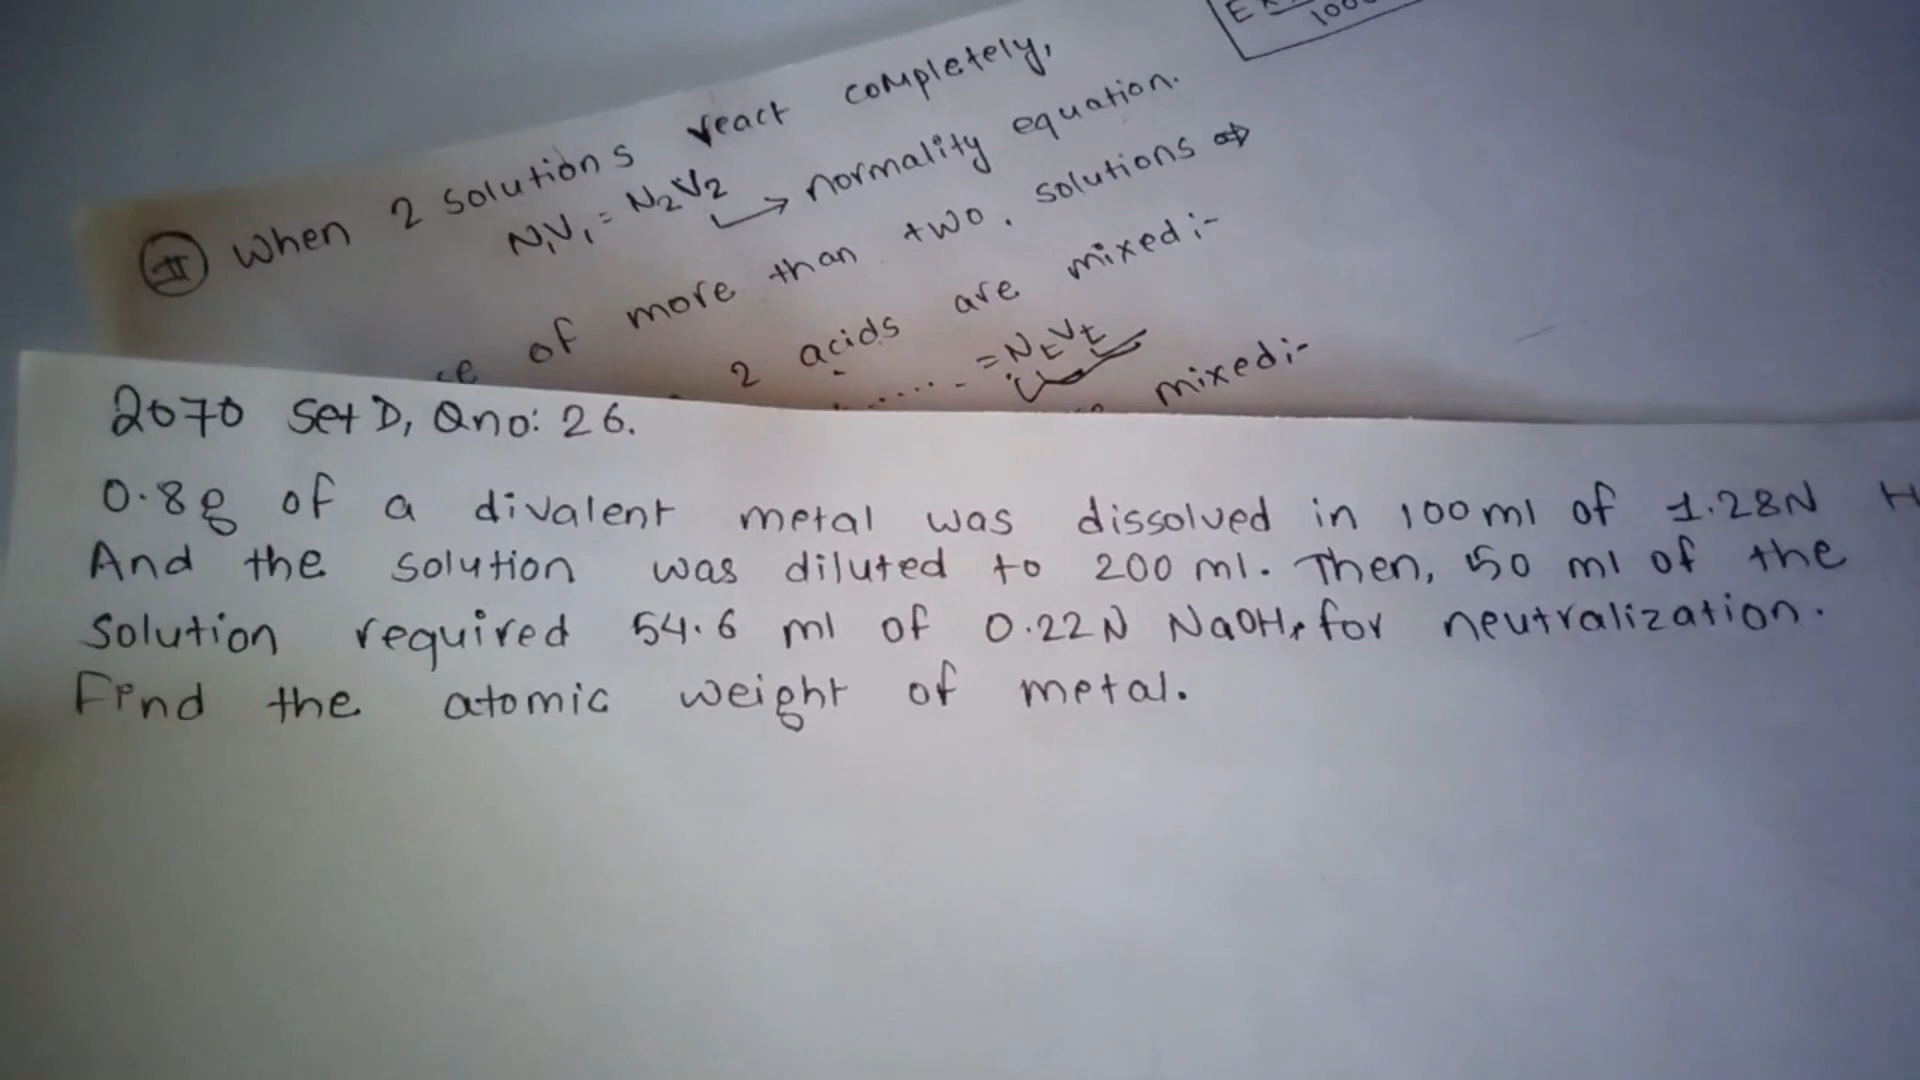 (II) When 2 solutions react completely,
N₁V₁ = N₂V₂
↳ normality equation.
of more than two solutions ⇒
2 acids are mixed :-
...... = NtVt
mixed :-
2070 Set D, Qno: 26.
0.8g of a divalent metal was dissolved in 100 ml of 1.28N H
And the solution was diluted to 200 ml. Then, 50 ml of the
solution required 54.6 ml of 0.22N NaOH, for neutralization.
Find the atomic weight of metal.